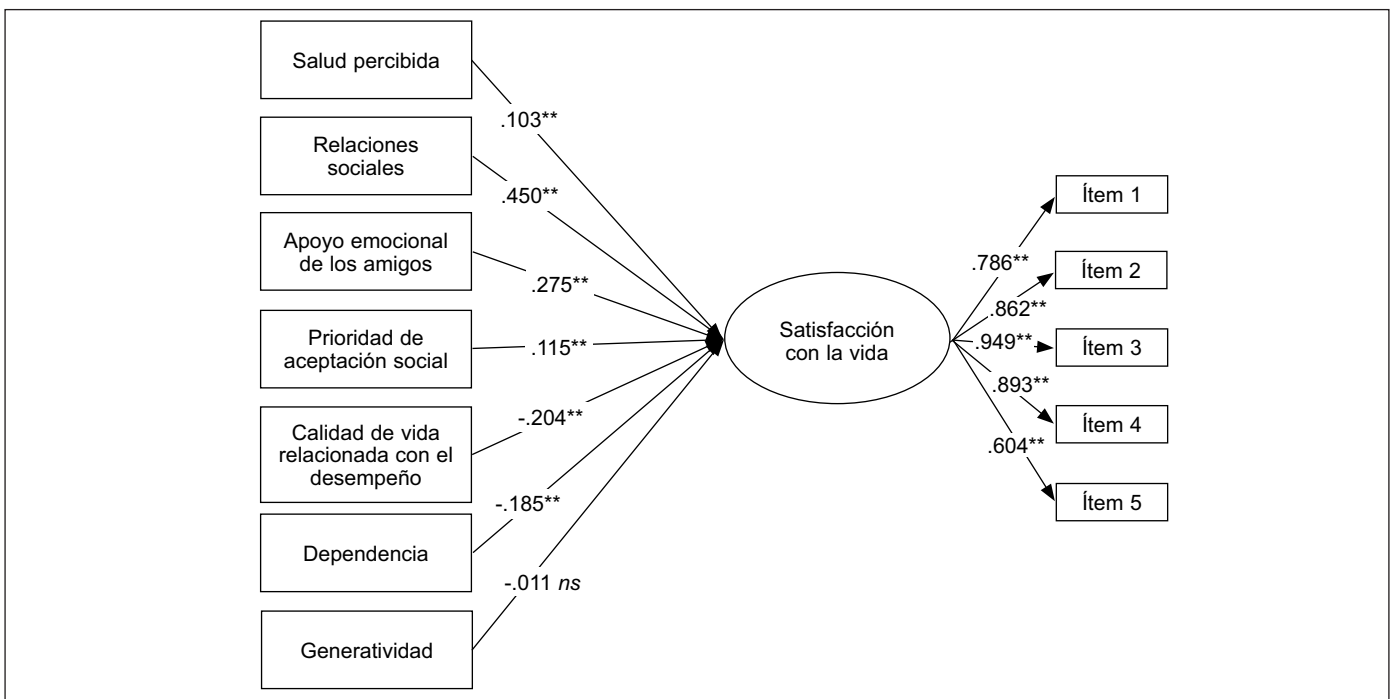 Salud percibida
.103**
Relaciones
sociales
.450**
Apoyo emocional
de los amigos
.275**
Prioridad de
aceptación social
.115**
Calidad de vida
relacionada con el
desempeño
-.204**
Dependencia
-.185**
Generatividad
-.011 ns
Satisfacción
con la vida
.786**
Ítem 1
.862**
Ítem 2
.949**
Ítem 3
.893**
Ítem 4
.604**
Ítem 5